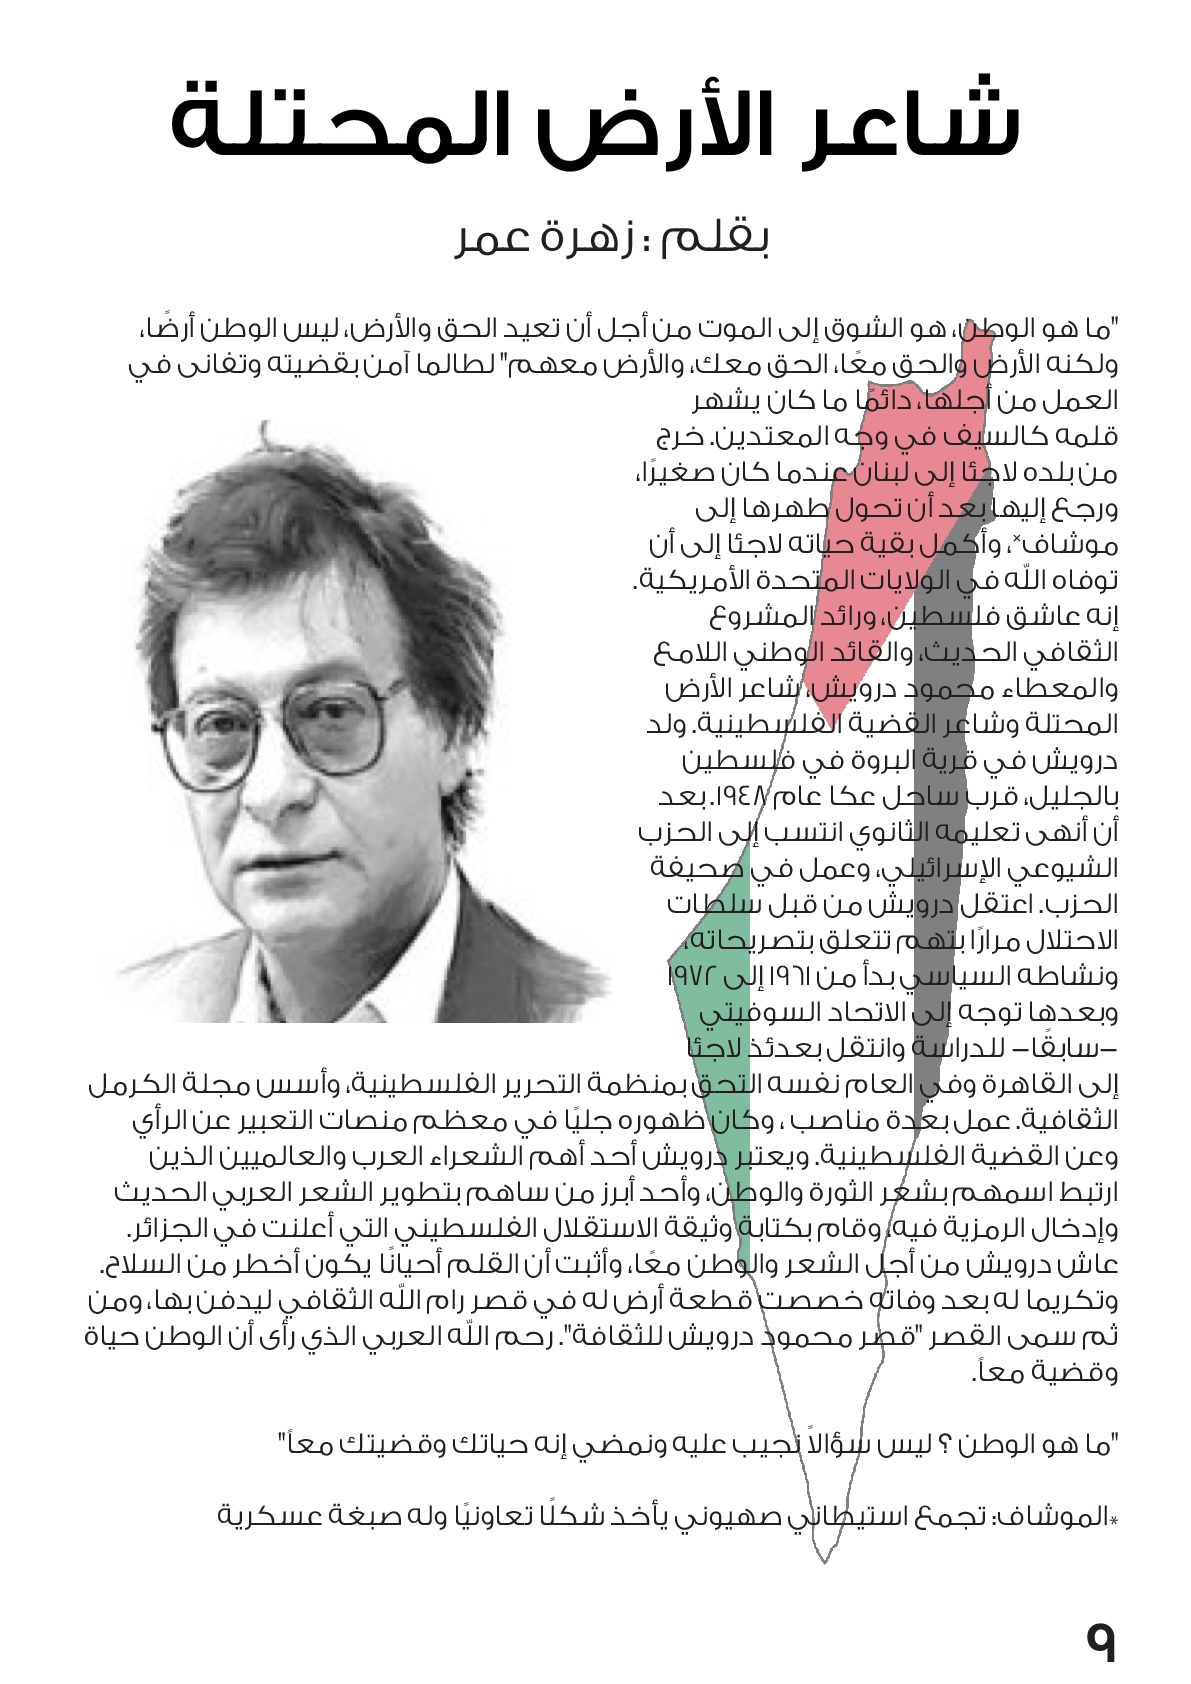 شاعر الأرض المحتلة
بقلم : زهرة عمر
"ما هو الوطن، هو الشوق إلى الموت من أجل أن تعيد الحق والأرض، ليس الوطن أرضًا،
ولكنه الأرض والحق معًا، الحق معك، والأرض معهم" لطالما آمن بقضيته وتفانى في
العمل من أجلها، دائمًا ما كان يشهر
قلمه كالسيف في وجه المعتدين. خرج
من بلده لاجئا إلى لبنان عندما كان صغيرًا،
ورجع إليها بعد أن تحول طهرها إلى
موشاف*، وأكمل بقية حياته لاجئا إلى أن
توفاه الله في الولايات المتحدة الأمريكية.
إنه عاشق فلسطين، ورائد المشروع
الثقافي الحديث، والقائد الوطني اللامع
والمعطاء محمود درويش، شاعر الأرض
المحتلة وشاعر القضية الفلسطينية. ولد
درويش في قرية البروة في فلسطين
بالجليل، قرب ساحل عكا عام ١٩٤٨. بعد
أن أنهى تعليمه الثانوي انتسب إلى الحزب
الشيوعي الإسرائيلي، وعمل في صحيفة
الحزب. اعتقل درويش من قبل سلطات
الاحتلال مرارًا بتهم تتعلق بتصريحاته،
ونشاطه السياسي بدأ من ١٩٦١ إلى ١٩٧٢
وبعدها توجه إلى الاتحاد السوفيتي
–سابقًا– للدراسة وانتقل بعدئذ لاجئا
إلى القاهرة وفي العام نفسه التحق بمنظمة التحرير الفلسطينية، وأسس مجلة الكرمل
الثقافية. عمل بعدة مناصب ، وكان ظهوره جليًا في معظم منصات التعبير عن الرأي
وعن القضية الفلسطينية. ويعتبر درويش أحد أهم الشعراء العرب والعالميين الذين
ارتبط اسمهم بشعر الثورة والوطن، وأحد أبرز من ساهم بتطوير الشعر العربي الحديث
وإدخال الرمزية فيه، وقام بكتابة وثيقة الاستقلال الفلسطيني التي أعلنت في الجزائر.
عاش درويش من أجل الشعر والوطن معًا، وأثبت أن القلم أحيانًا يكون أخطر من السلاح.
وتكريما له بعد وفاته خصصت قطعة أرض له في قصر رام الله الثقافي ليدفن بها، ومن
ثم سمى القصر "قصر محمود درويش للثقافة". رحم الله العربي الذي رأى أن الوطن حياة
وقضية معاً.
"ما هو الوطن ؟ ليس سؤالاً نجيب عليه ونمضي إنه حياتك وقضيتك معاً"
*الموشاف: تجمع استيطاني صهيوني يأخذ شكلًا تعاونيًا وله صبغة عسكرية
٩